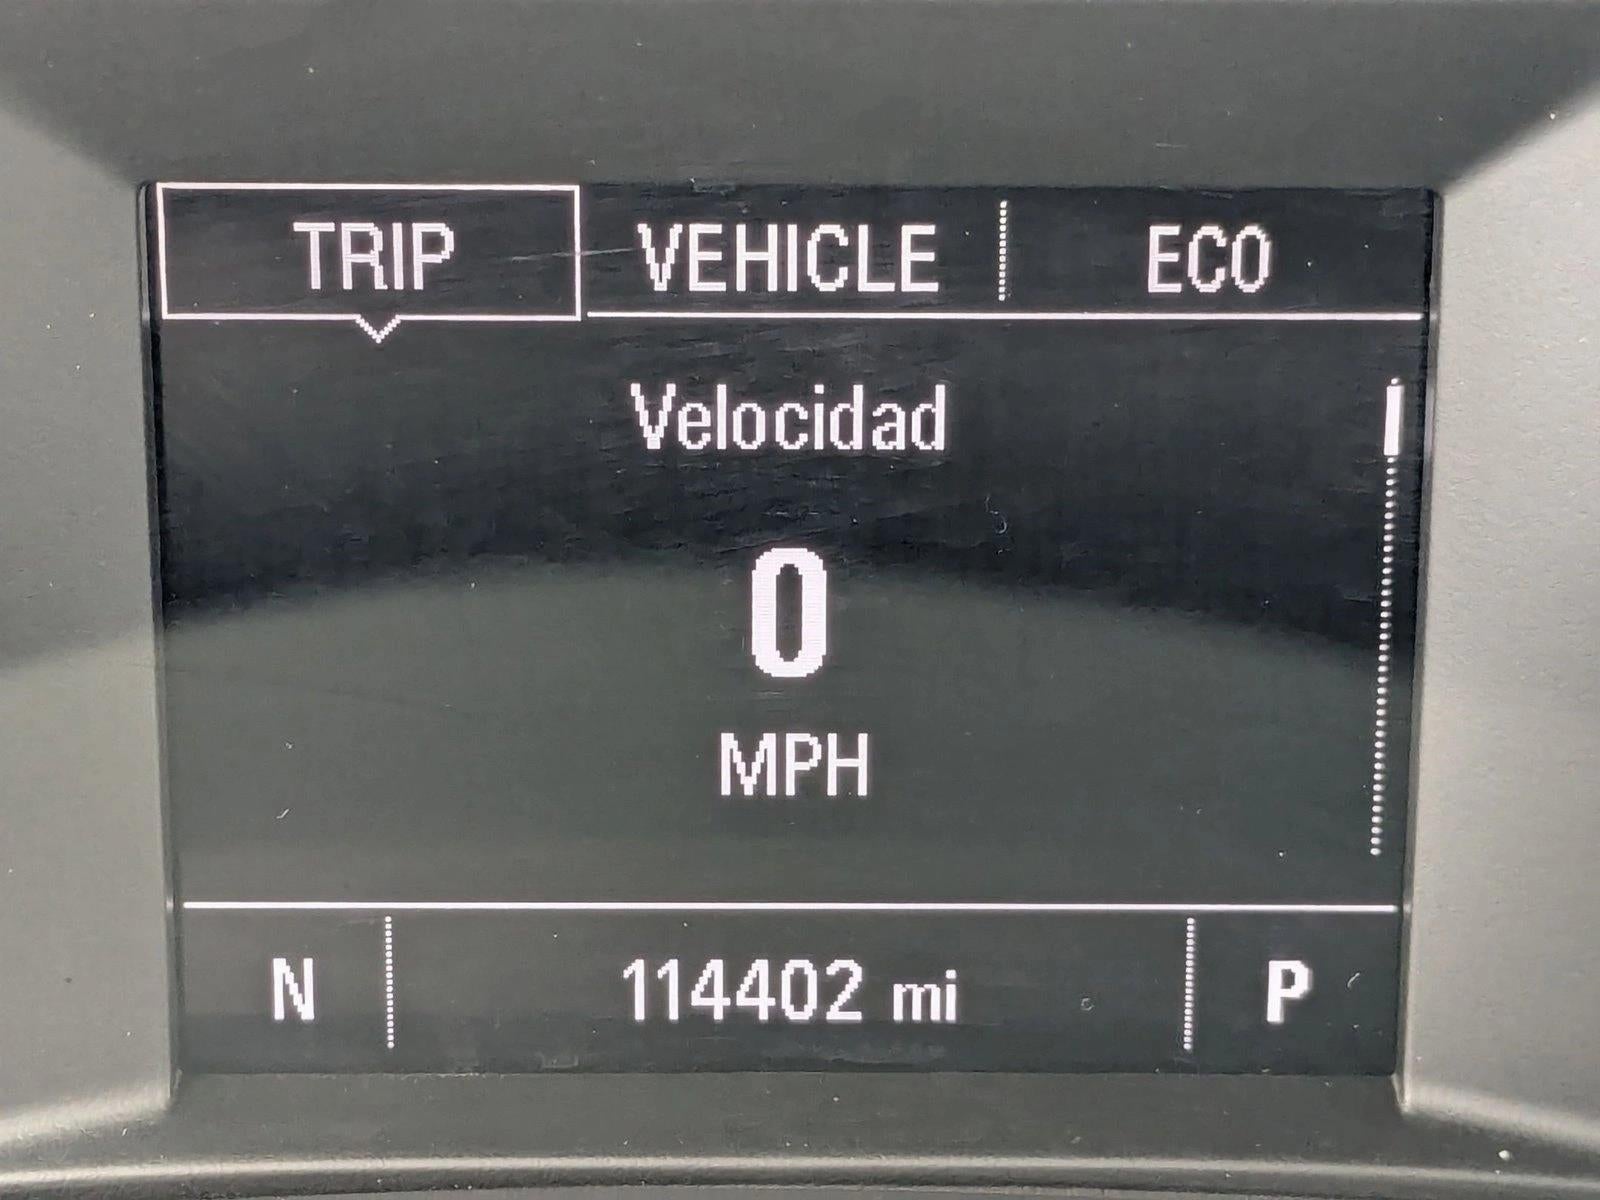 TRIP VEHICLE ECO
Velocidad
0
MPH
N 114402 mi P